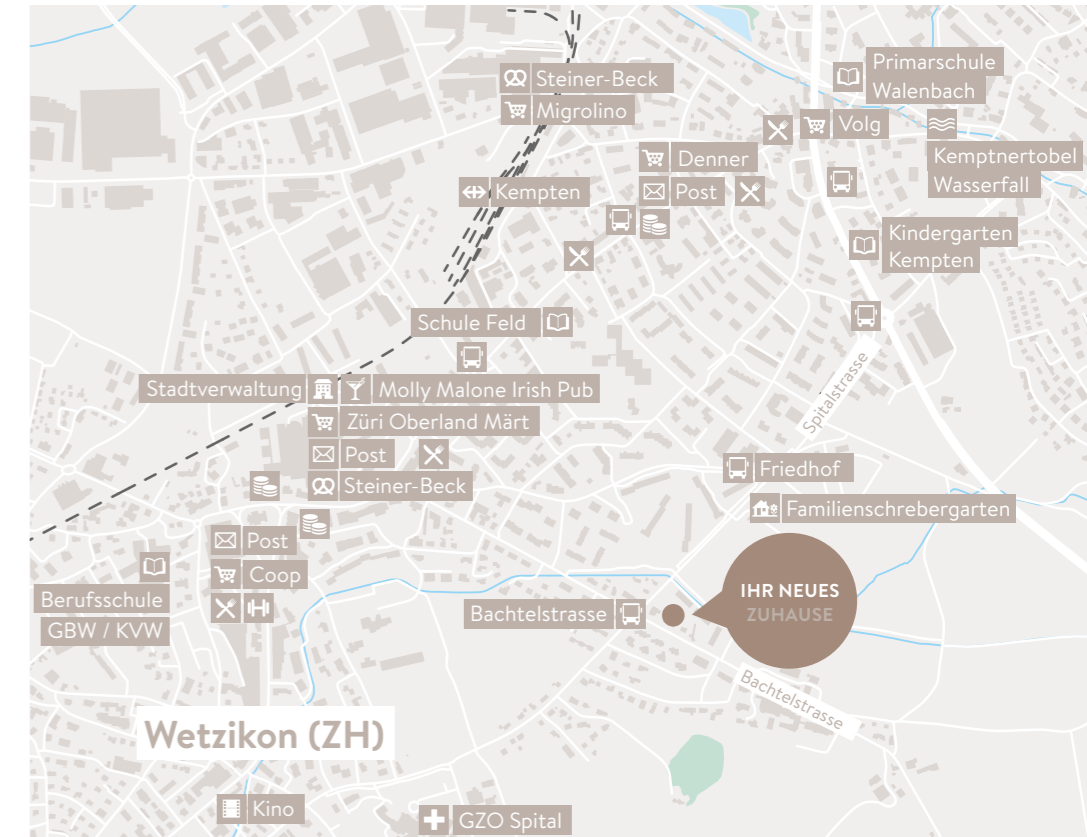 Primarschule
Walenbach
Steiner-Beck
Migrolino
Volg
Denner
Kemptnertobel
Wasserfall
Kempten
Post
Kindergarten
Kempten
Schule Feld
Stadtverwaltung
Molly Malone Irish Pub
Spitalstrasse
Züri Oberland Märt
Post
Friedhof
Steiner-Beck
Familienschrebergarten
Post
Coop
Berufsschule
GBW / KVW
IHR NEUES
ZUHAUSE
Bachtelstrasse
Bachtelstrasse
Wetzikon (ZH)
Kino
GZO Spital